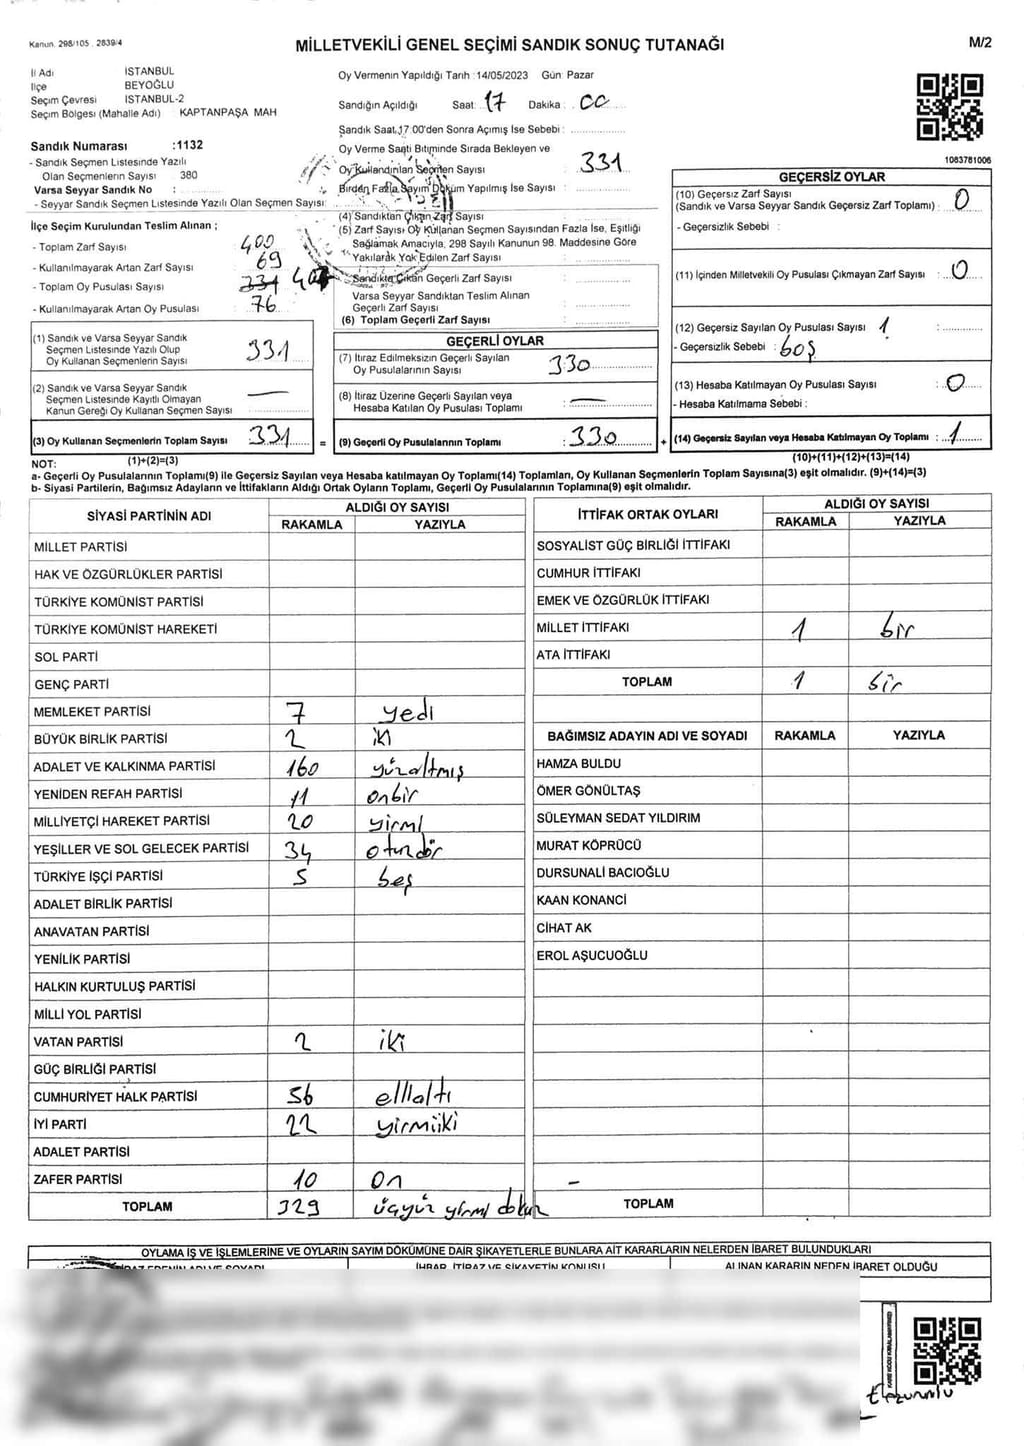 Kanun. 298/105 2839/4
MİLLETVEKİLİ GENEL SEÇİMİ SANDIK SONUÇ TUTANAĞI
M/2
İl Adı İSTANBUL
İlçe BEYOĞLU
Seçim Çevresi İSTANBUL-2
Seçim Bölgesi (Mahalle Adı) : KAPTANPAŞA MAH
Sandık Numarası :1132
- Sandık Seçmen Listesinde Yazılı
Olan Seçmenlerin Sayısı 380
Varsa Seyyar Sandık No :
- Seyyar Sandık Seçmen Listesinde Yazılı Olan Seçmen Sayısı:
İlçe Seçim Kurulundan Teslim Alınan ;
- Toplam Zarf Sayısı 400
- Kullanılmayarak Artan Zarf Sayısı 69
- Toplam Oy Pusulası Sayısı 331
- Kullanılmayarak Artan Oy Pusulası : 76
(1) Sandık ve Varsa Seyyar Sandık
Seçmen Listesinde Yazılı Olup
Oy Kullanan Seçmenlerin Sayısı 331
(2) Sandık ve Varsa Seyyar Sandık
Seçmen Listesinde Kayıtlı Olmayan
Kanun Gereği Oy Kullanan Seçmen Sayısı —
(3) Oy Kullanan Seçmenlerin Toplam Sayısı : 331
Oy Vermenin Yapıldığı Tarih : 14/05/2023 Gün: Pazar
Sandığın Açıldığı Saat: 17 Dakika: 00
Sandık Saat 17:00'den Sonra Açımış İse Sebebi :
Oy Verme Saati Bitiminde Sırada Bekleyen ve
Oy Kullandırılan Seçmen Sayısı : 331
Birden Fazla Sayım Döküm Yapılmış İse Sayısı :
(4) Sandıktan Çıkan Zarf Sayısı :
(5) Zarf Sayısı Oy Kullanan Seçmen Sayısından Fazla İse, Eşitliği
Sağlamak Amacıyla, 298 Sayılı Kanunun 98. Maddesine Göre
Yakılarak Yok Edilen Zarf Sayısı :
Sandıkta Çıkan Geçerli Zarf Sayısı :
Varsa Seyyar Sandıktan Teslim Alınan
Geçerli Zarf Sayısı :
(6) Toplam Geçerli Zarf Sayısı :
GEÇERLİ OYLAR
(7) İtiraz Edilmeksizin Geçerli Sayılan
Oy Pusulalarının Sayısı : 330
(8) İtiraz Üzerine Geçerli Sayılan veya
Hesaba Katılan Oy Pusulası Toplamı : —
= (9) Geçerli Oy Pusulalarının Toplamı : 330
1083781006
GEÇERSİZ OYLAR
(10) Geçersiz Zarf Sayısı
(Sandık ve Varsa Seyyar Sandık Geçersiz Zarf Toplamı) : 0
- Geçersizlik Sebebi :
(11) İçinden Milletvekili Oy Pusulası Çıkmayan Zarf Sayısı : 0
(12) Geçersiz Sayılan Oy Pusulası Sayısı 1 :
- Geçersizlik Sebebi : boş
(13) Hesaba Katılmayan Oy Pusulası Sayısı : 0
- Hesaba Katılmama Sebebi :
+ (14) Geçersiz Sayılan veya Hesaba Katılmayan Oy Toplamı : 1
NOT: (1)+(2)=(3) (10)+(11)+(12)+(13)=(14)
a- Geçerli Oy Pusulalarının Toplamı(9) ile Geçersiz Sayılan veya Hesaba katılmayan Oy Toplamı(14) Toplamları, Oy Kullanan Seçmenlerin Toplam Sayısına(3) eşit olmalıdır. (9)+(14)=(3)
b- Siyasi Partilerin, Bağımsız Adayların ve İttifakların Aldığı Ortak Oyların Toplamı, Geçerli Oy Pusulalarının Toplamına(9) eşit olmalıdır.
SİYASİ PARTİNİN ADI ALDIĞI OY SAYISI
RAKAMLA YAZIYLA
MİLLET PARTİSİ
HAK VE ÖZGÜRLÜKLER PARTİSİ
TÜRKİYE KOMÜNİST PARTİSİ
TÜRKİYE KOMÜNİST HAREKETİ
SOL PARTİ
GENÇ PARTİ
MEMLEKET PARTİSİ 7 yedi
BÜYÜK BİRLİK PARTİSİ 2 iki
ADALET VE KALKINMA PARTİSİ 160 yüzaltmış
YENİDEN REFAH PARTİSİ 11 onbir
MİLLİYETÇİ HAREKET PARTİSİ 20 yirmi
YEŞİLLER VE SOL GELECEK PARTİSİ 34 otuzdör
TÜRKİYE İŞÇİ PARTİSİ 5 beş
ADALET BİRLİK PARTİSİ
ANAVATAN PARTİSİ
YENİLİK PARTİSİ
HALKIN KURTULUŞ PARTİSİ
MİLLİ YOL PARTİSİ
VATAN PARTİSİ 2 iki
GÜÇ BİRLİĞİ PARTİSİ
CUMHURİYET HALK PARTİSİ 56 elllaltı
İYİ PARTİ 22 yirmiiki
ADALET PARTİSİ
ZAFER PARTİSİ 10 On
TOPLAM 329 üçyüz yirmi dokuz
İTTİFAK ORTAK OYLARI ALDIĞI OY SAYISI
RAKAMLA YAZIYLA
SOSYALİST GÜÇ BİRLİĞİ İTTİFAKI
CUMHUR İTTİFAKI
EMEK VE ÖZGÜRLÜK İTTİFAKI
MİLLET İTTİFAKI 1 bir
ATA İTTİFAKI
TOPLAM 1 bir
BAĞIMSIZ ADAYIN ADI VE SOYADI RAKAMLA YAZIYLA
HAMZA BULDU
ÖMER GÖNÜLTAŞ
SÜLEYMAN SEDAT YILDIRIM
MURAT KÖPRÜCÜ
DURSUNALİ BACIOĞLU
KAAN KONANCİ
CİHAT AK
EROL AŞUCUOĞLU
–
TOPLAM
OYLAMA İŞ VE İŞLEMLERİNE VE OYLARIN SAYIM DÖKÜMÜNE DAİR ŞİKAYETLERLE BUNLARA AİT KARARLARIN NELERDEN İBARET BULUNDUKLARI
İHBAR, İTİRAZ VE ŞİKAYETİN KONUSU ALINAN KARARIN NEDEN İBARET OLDUĞU